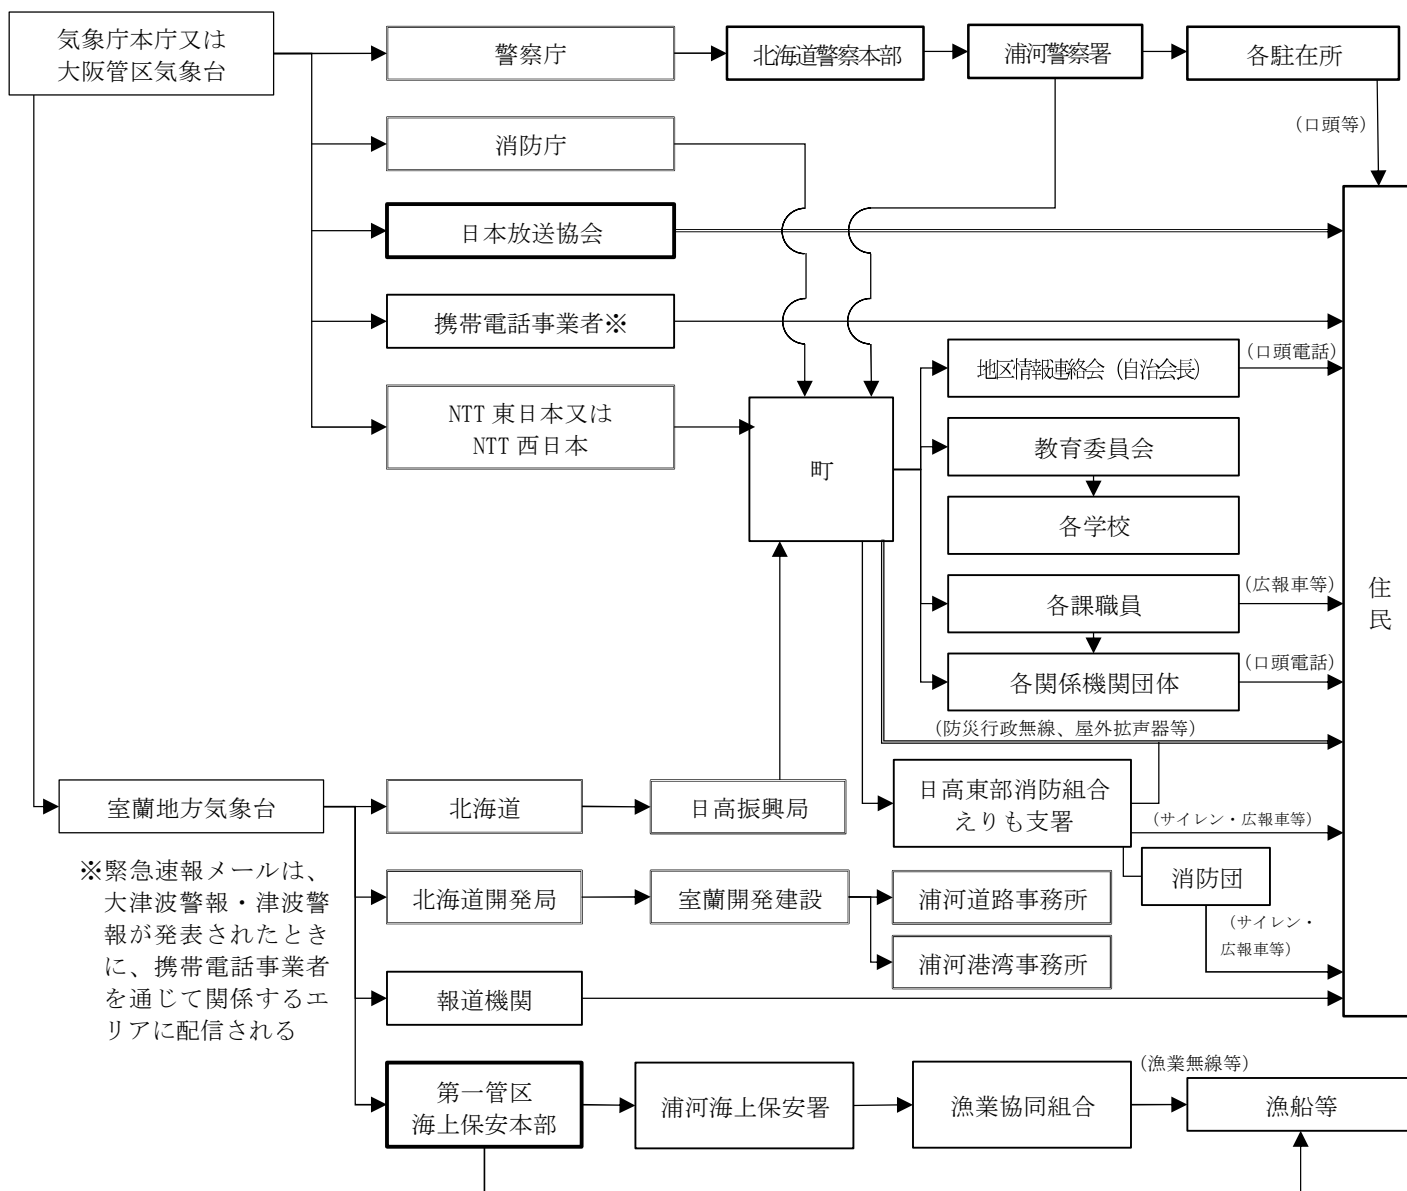 気象庁本庁又は
大阪管区気象台
警察庁
北海道警察本部
浦河警察署
各駐在所
（口頭等）
消防庁
日本放送協会
携帯電話事業者※
NTT 東日本又は
NTT 西日本
町
地区情報連絡会（自治会長）
（口頭電話）
教育委員会
各学校
各課職員
（広報車等）
各関係機関団体
（口頭電話）
（防災行政無線、屋外拡声器等）
住
民
室蘭地方気象台
北海道
日高振興局
日高東部消防組合
えりも支署
（サイレン・広報車等）
消防団
（サイレン・
広報車等）
※緊急速報メールは、
大津波警報・津波警
報が発表されたとき
に、携帯電話事業者
を通じて関係するエ
リアに配信される
北海道開発局
室蘭開発建設
浦河道路事務所
浦河港湾事務所
報道機関
第一管区
海上保安本部
浦河海上保安署
漁業協同組合
（漁業無線等）
漁船等